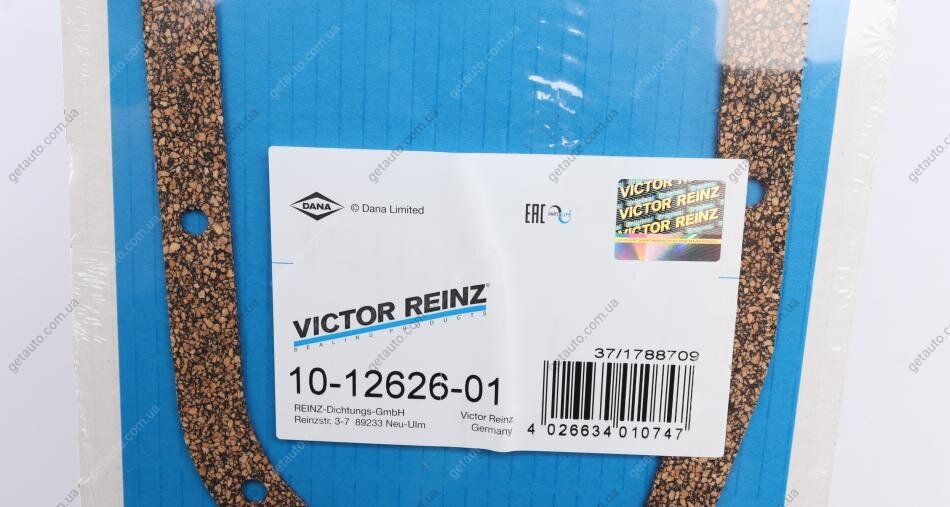 DANA
© Dana Limited
EAC
VICTOR REINZ
VICTOR REINZ
VICTOR REINZ
VICTOR REINZ®
SEALING PRODUCTS
37/1788709
10-12626-01
REINZ-Dichtungs-GmbH
Reinzstr. 3-7 89233 Neu-Ulm
Victor Reinz
Germany
4 026634 010747
getauto.com.ua